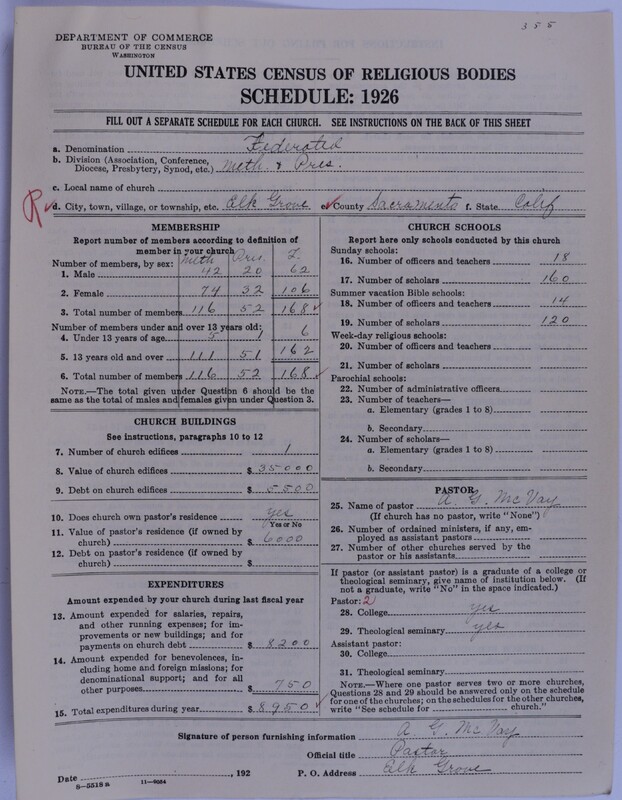 355
DEPARTMENT OF COMMERCE
BUREAU OF THE CENSUS
WASHINGTON
UNITED STATES CENSUS OF RELIGIOUS BODIES
SCHEDULE: 1926
FILL OUT A SEPARATE SCHEDULE FOR EACH CHURCH. SEE INSTRUCTIONS ON THE BACK OF THIS SHEET
a. Denomination Federated
b. Division (Association, Conference, Diocese, Presbytery, Synod, etc.) Meth. & Pres.
c. Local name of church
R d. City, town, village, or township, etc. Elk Grove e. County Sacramento f. State Calif
MEMBERSHIP
Report number of members according to definition of member in your church
Meth Pres. T.
Number of members, by sex:
1. Male 42 20 62
2. Female 74 32 106
3. Total number of members 116 52 168
Number of members under and over 13 years old:
4. Under 13 years of age 5 1 6
5. 13 years old and over 111 51 162
6. Total number of members 116 52 168
NOTE.—The total given under Question 6 should be the same as the total of males and females given under Question 3.
CHURCH BUILDINGS
See instructions, paragraphs 10 to 12
7. Number of church edifices 1
8. Value of church edifices $ 35000
9. Debt on church edifices $ 5500
10. Does church own pastor's residence yes
Yes or No
11. Value of pastor's residence (if owned by church) $ 6000
12. Debt on pastor's residence (if owned by church) $
EXPENDITURES
Amount expended by your church during last fiscal year
13. Amount expended for salaries, repairs, and other running expenses; for improvements or new buildings; and for payments on church debt $ 8200
14. Amount expended for benevolences, including home and foreign missions; for denominational support; and for all other purposes $ 750
15. Total expenditures during year $ 8950
CHURCH SCHOOLS
Report here only schools conducted by this church
Sunday schools:
16. Number of officers and teachers 18
17. Number of scholars 160
Summer vacation Bible schools:
18. Number of officers and teachers 14
19. Number of scholars 120
Week-day religious schools:
20. Number of officers and teachers
21. Number of scholars
Parochial schools:
22. Number of administrative officers
23. Number of teachers—
a. Elementary (grades 1 to 8)
b. Secondary
24. Number of scholars—
a. Elementary (grades 1 to 8)
b. Secondary
PASTOR
25. Name of pastor A. G. McVay
(If church has no pastor, write "None")
26. Number of ordained ministers, if any, employed as assistant pastors
27. Number of other churches served by the pastor or his assistants
If pastor (or assistant pastor) is a graduate of a college or theological seminary, give name of institution below. (If not a graduate, write "No" in the space indicated.)
Pastor: 2
28. College yes
29. Theological seminary yes
Assistant pastor:
30. College
31. Theological seminary
NOTE.—Where one pastor serves two or more churches, Questions 28 and 29 should be answered only on the schedule for one of the churches; on the schedules for the other churches, write "See schedule for church."
Signature of person furnishing information A. G. McVay
Official title Pastor
Date , 192 P. O. Address Elk Grove
8—5518 a 11—9034